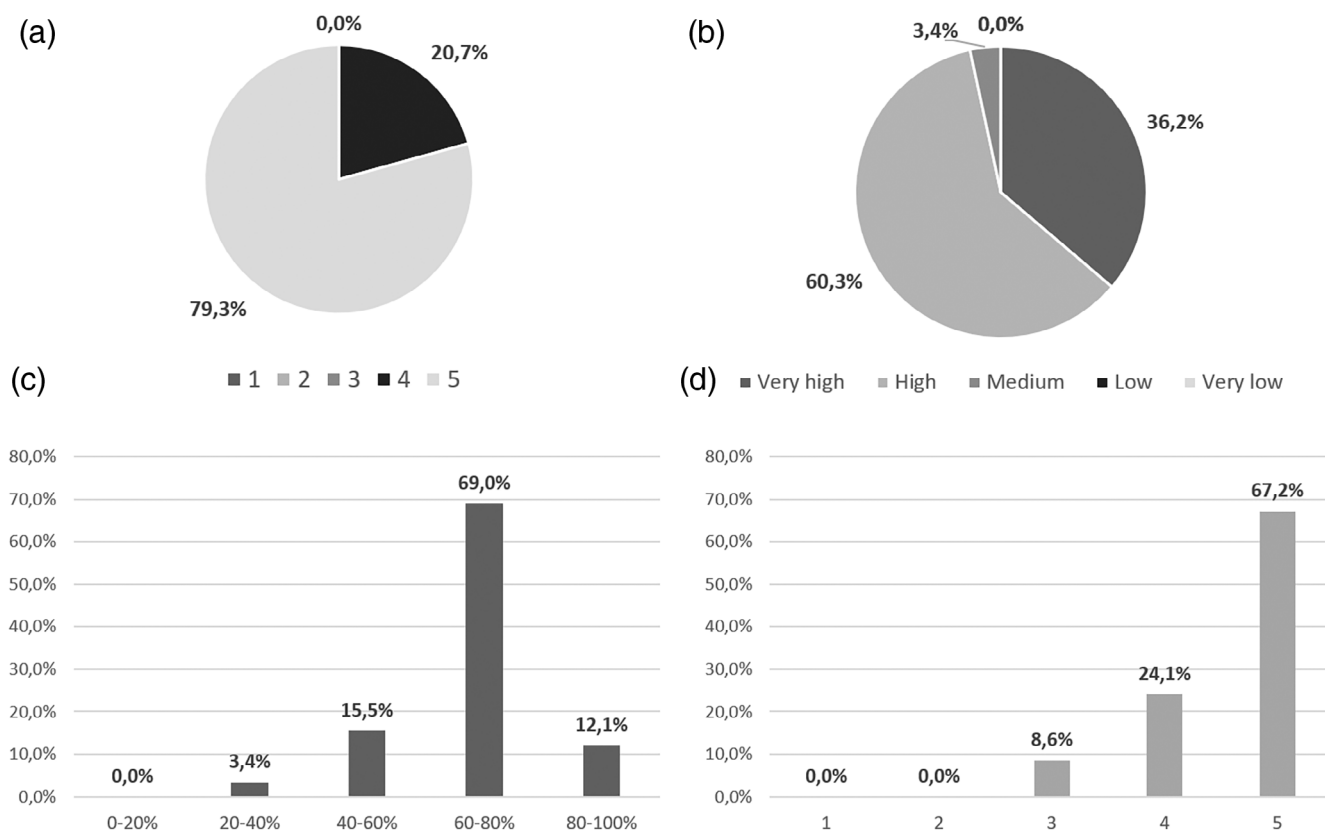 (a)
0,0%
20,7%
79,3%
1 2 3 4 5
(b)
3,4% 0,0%
36,2%
60,3%
Very high High Medium Low Very low
(c)
80,0%
70,0%
60,0%
50,0%
40,0%
30,0%
20,0%
10,0%
0,0%
0,0% 3,4% 15,5% 69,0% 12,1%
0-20% 20-40% 40-60% 60-80% 80-100%
(d)
80,0%
70,0%
60,0%
50,0%
40,0%
30,0%
20,0%
10,0%
0,0%
0,0% 0,0% 8,6% 24,1% 67,2%
1 2 3 4 5